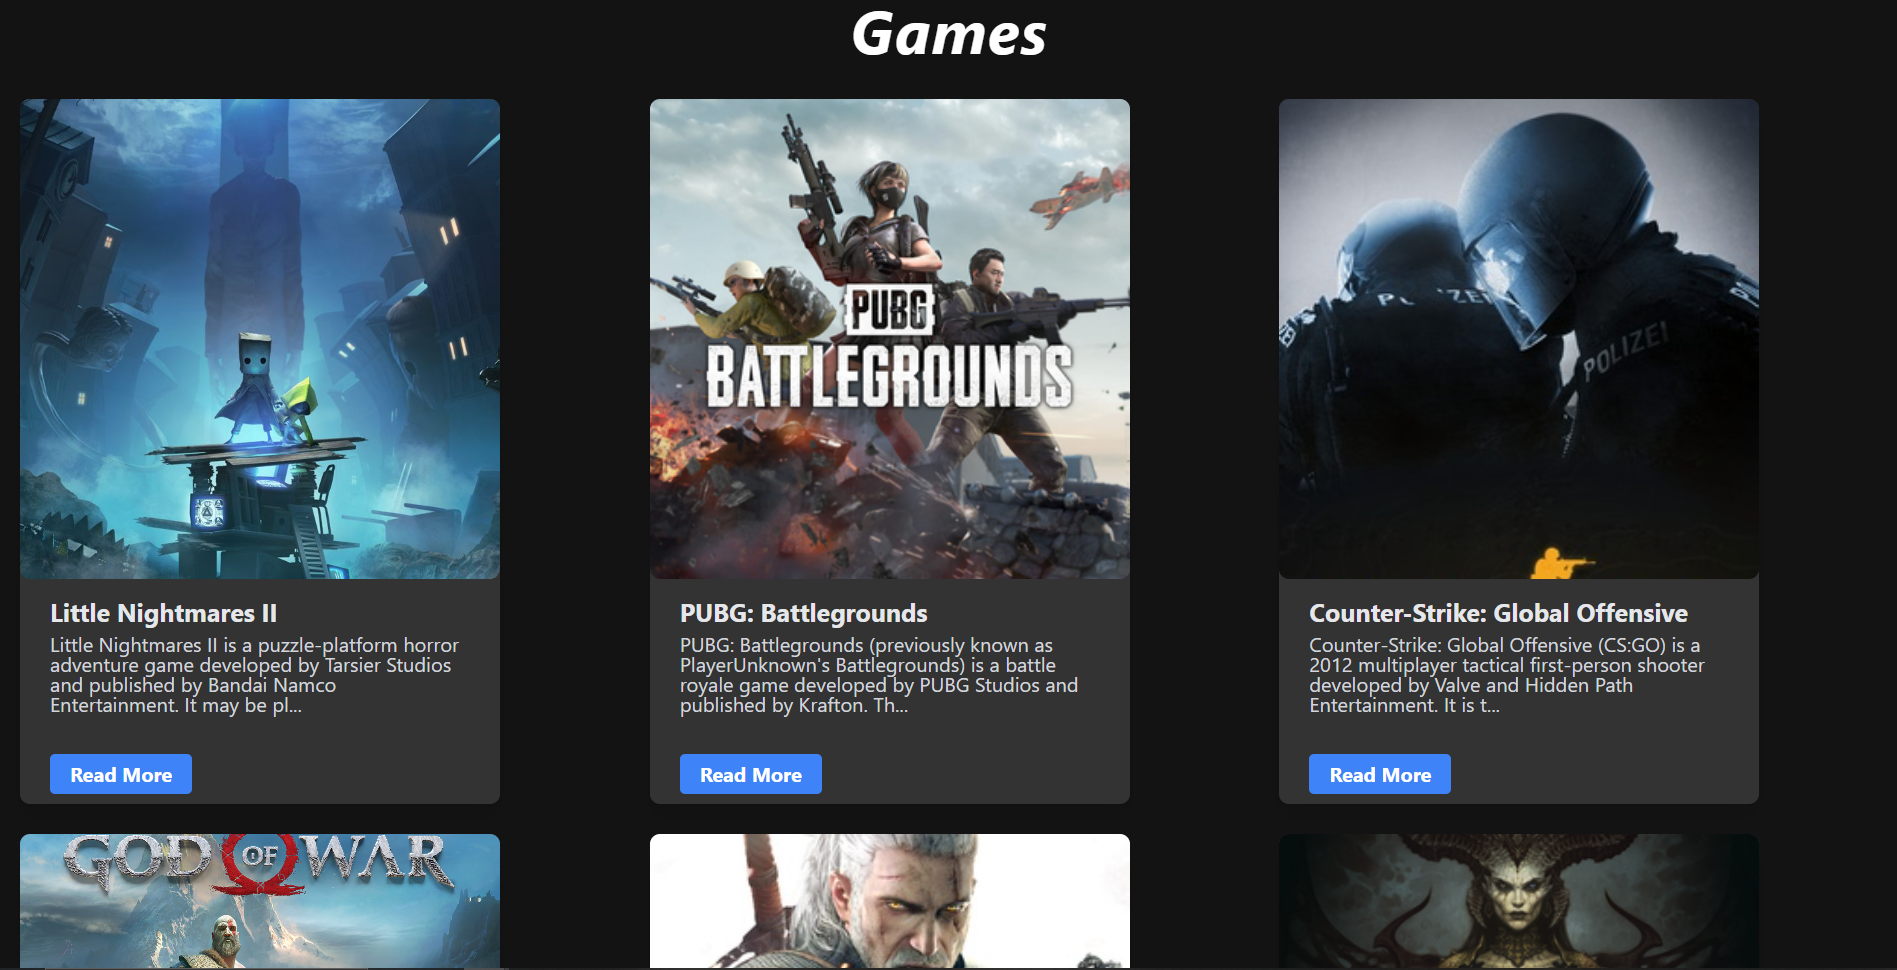 Games
PUBG
BATTLEGROUNDS
POLIZEI
Little Nightmares II
Little Nightmares II is a puzzle-platform horror
adventure game developed by Tarsier Studios
and published by Bandai Namco
Entertainment. It may be pl...
Read More
PUBG: Battlegrounds
PUBG: Battlegrounds (previously known as
PlayerUnknown's Battlegrounds) is a battle
royale game developed by PUBG Studios and
published by Krafton. Th...
Read More
Counter-Strike: Global Offensive
Counter-Strike: Global Offensive (CS:GO) is a
2012 multiplayer tactical first-person shooter
developed by Valve and Hidden Path
Entertainment. It is t...
Read More
GOD OF WAR